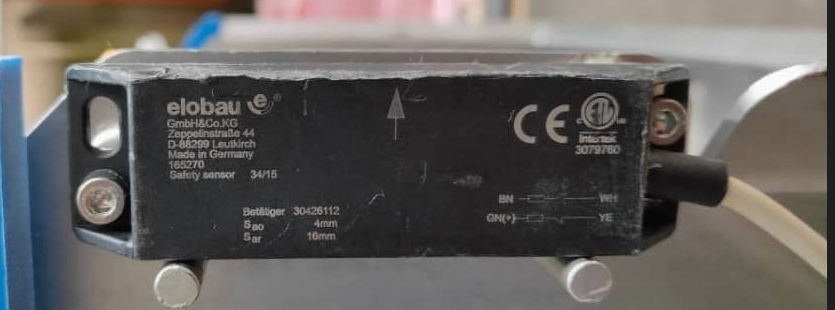 elobau e ®
GmbH&Co.KG
Zeppelinstraße 44
D-88299 Leutkirch
Made in Germany
165270
Safety sensor 34/15
Betätiger 30426112
Sao 4mm
Sar 16mm
CE
ETL
Intertek
3079760
BN WH
GN(+) YE